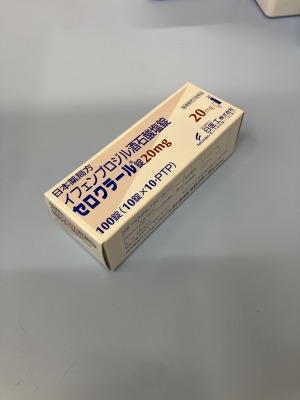 日本薬局方
イフェンプロジル酒石酸塩錠
セロクラール®錠20mg
100錠(10錠×10・PTP)
20mg
日医工株式会社